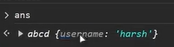 > ans
< ▸ abcd {username: 'harsh'}